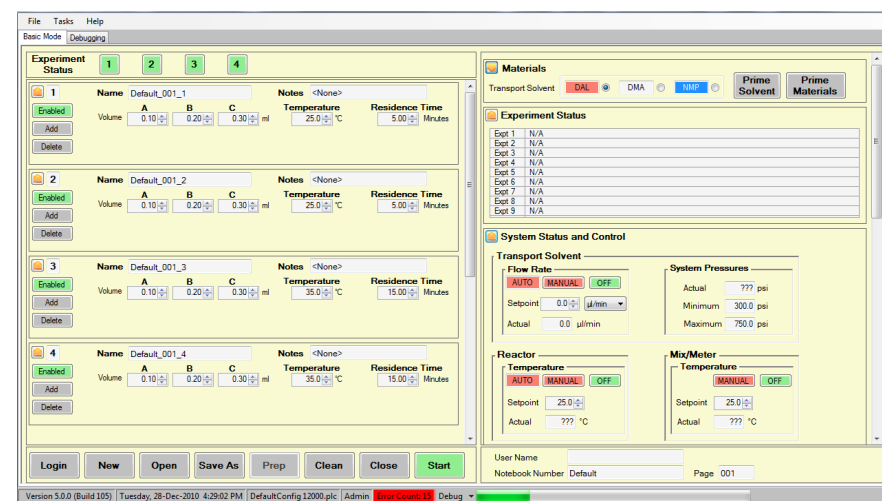 File Tasks Help
Basic Mode Debugging
Experiment Status 1 2 3 4
1 Name Default_001_1 Notes <None>
Enabled A B C Temperature Residence Time
Volume 0.10 0.20 0.30 ml 25.0 °C 5.00 Minutes
Add
Delete
2 Name Default_001_2 Notes <None>
Enabled A B C Temperature Residence Time
Volume 0.10 0.20 0.30 ml 25.0 °C 5.00 Minutes
Add
Delete
3 Name Default_001_3 Notes <None>
Enabled A B C Temperature Residence Time
Volume 0.10 0.20 0.30 ml 35.0 °C 15.00 Minutes
Add
Delete
4 Name Default_001_4 Notes <None>
Enabled A B C Temperature Residence Time
Volume 0.10 0.20 0.30 ml 35.0 °C 15.00 Minutes
Add
Delete
Login New Open Save As Prep Clean Close Start
Materials
Transport Solvent DAL DMA NMP Prime Solvent Prime Materials
Experiment Status
Expt 1 N/A
Expt 2 N/A
Expt 3 N/A
Expt 4 N/A
Expt 5 N/A
Expt 6 N/A
Expt 7 N/A
Expt 8 N/A
Expt 9 N/A
System Status and Control
Transport Solvent
Flow Rate
AUTO MANUAL OFF
Setpoint 0.0 µl/min
Actual 0.0 µl/min
System Pressures
Actual ??? psi
Minimum 300.0 psi
Maximum 750.0 psi
Reactor
Temperature
AUTO MANUAL OFF
Setpoint 25.0
Actual ??? °C
Mix/Meter
Temperature
MANUAL OFF
Setpoint 25.0
Actual ??? °C
User Name
Notebook Number Default Page 001
Version 5.0.0 (Build 105) Tuesday, 28-Dec-2010 4:29:02 PM DefaultConfig12000.plc Admin Error Count: 15 Debug